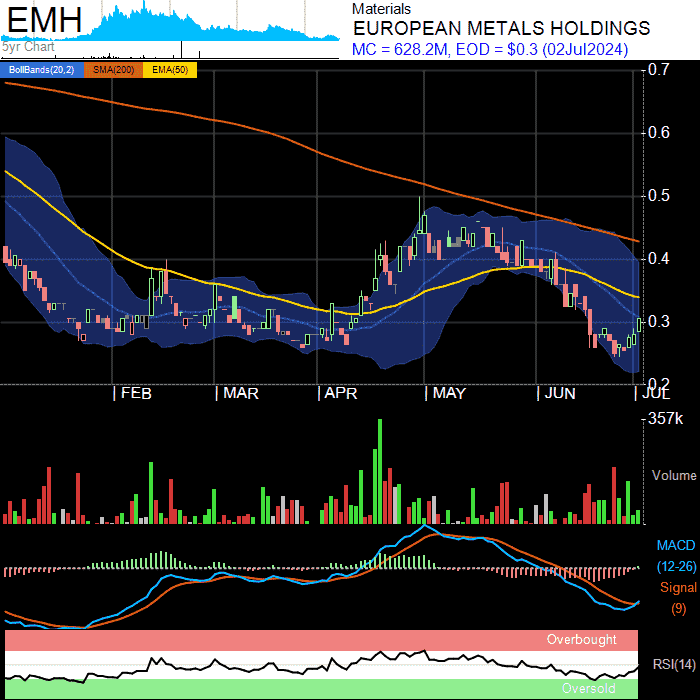 EMH
5yr Chart
Materials
EUROPEAN METALS HOLDINGS
MC = 628.2M, EOD = $0.3 (02Jul2024)
BollBands(20,2) SMA(200) EMA(50)
0.7
0.6
0.5
0.4
0.3
0.2
FEB MAR APR MAY JUN JUL
357k
Volume
MACD
(12-26)
Signal
(9)
Overbought
RSI(14)
Oversold